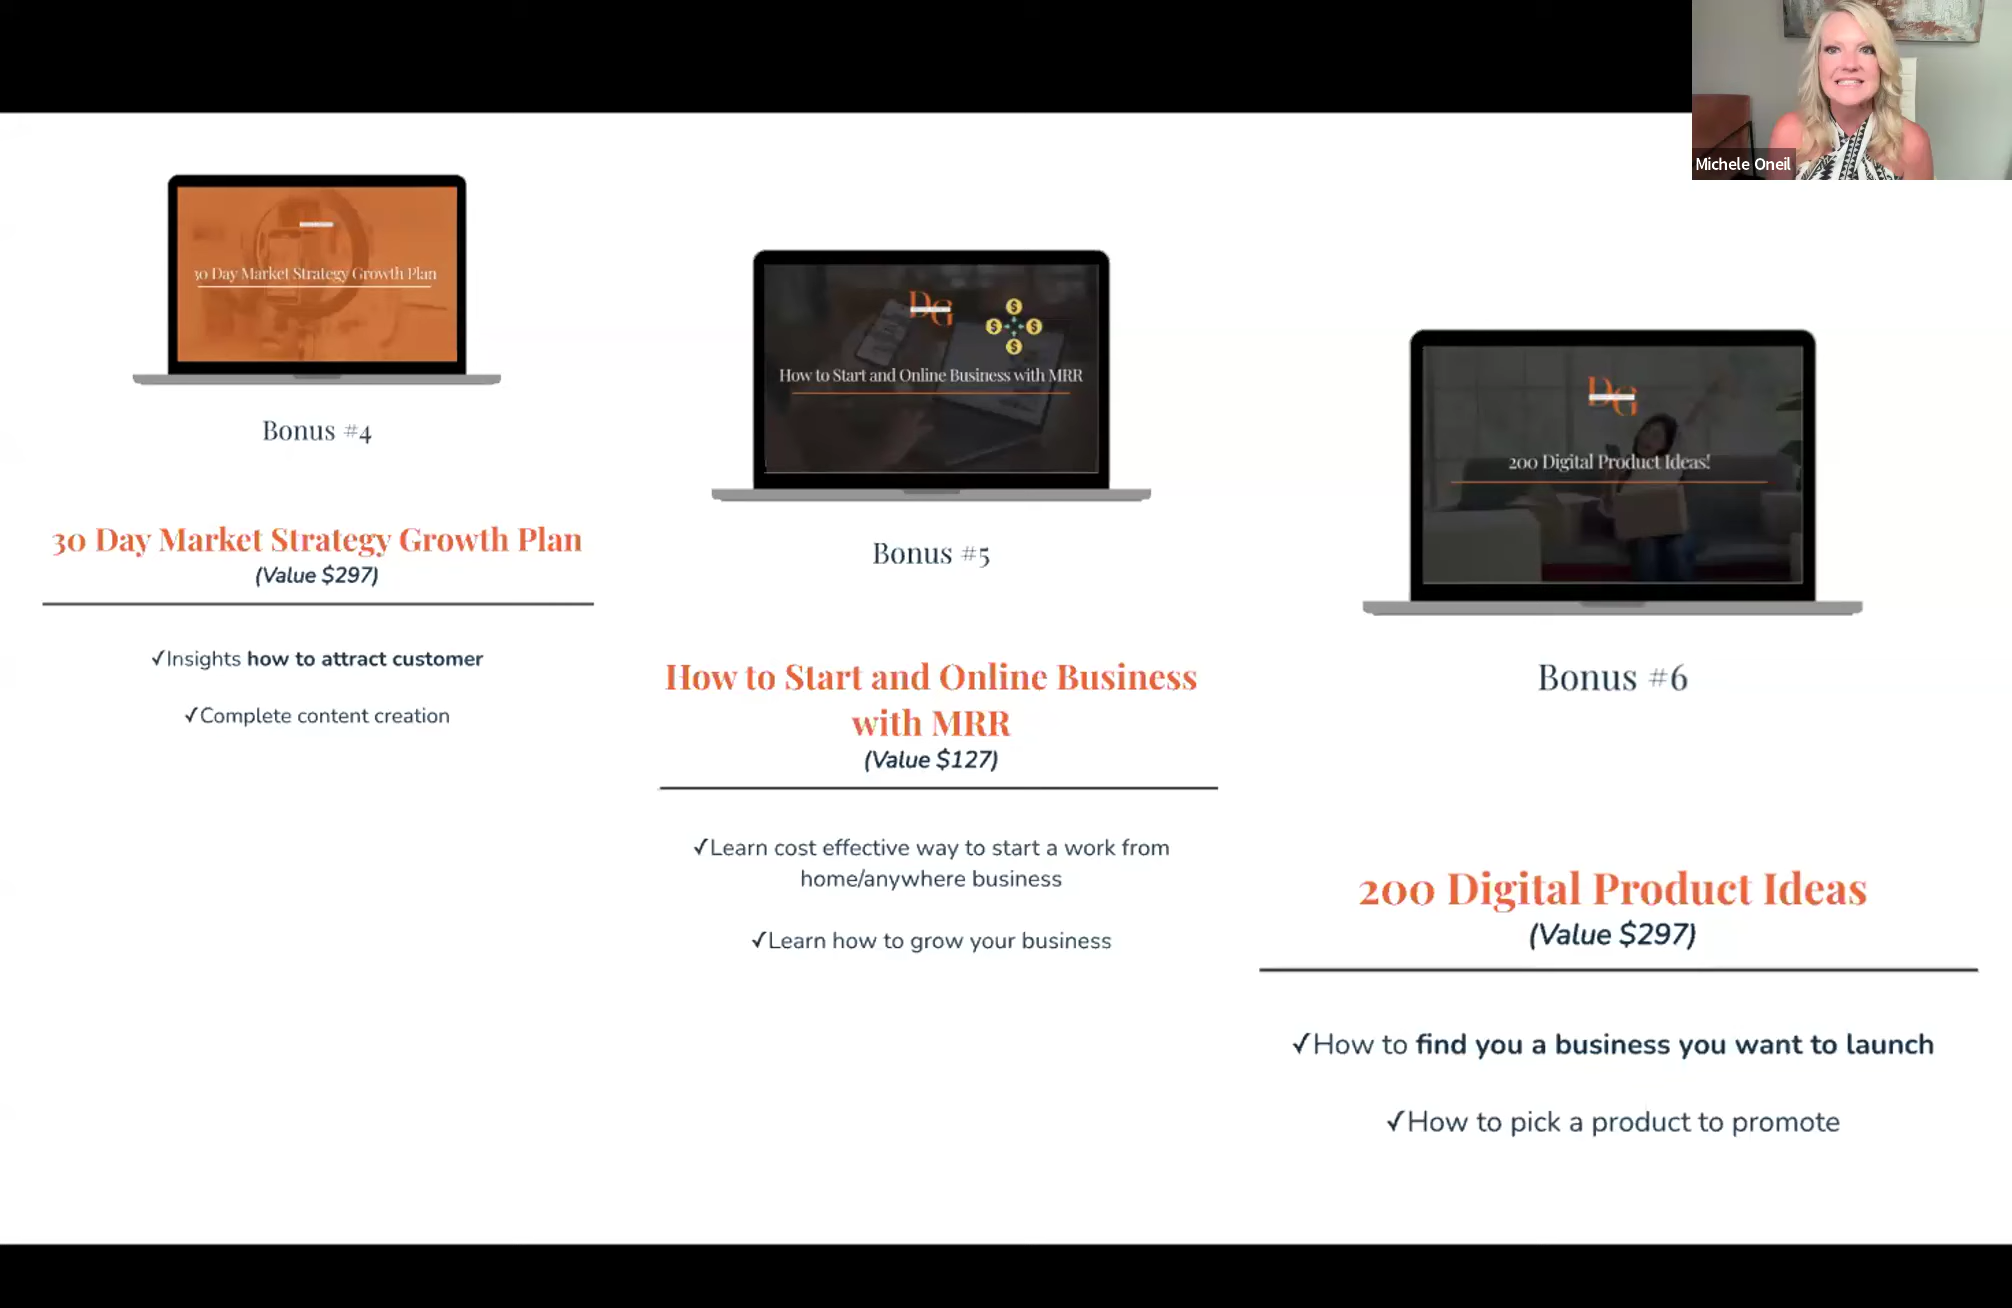 Michele Oneil
30 Day Market Strategy Growth Plan
Bonus #4
30 Day Market Strategy Growth Plan
(Value $297)
✓Insights how to attract customer
✓Complete content creation
DG
How to Start and Online Business with MRR
Bonus #5
How to Start and Online Business
with MRR
(Value $127)
✓Learn cost effective way to start a work from
home/anywhere business
✓Learn how to grow your business
DG
200 Digital Product Ideas!
Bonus #6
200 Digital Product Ideas
(Value $297)
✓How to find you a business you want to launch
✓How to pick a product to promote